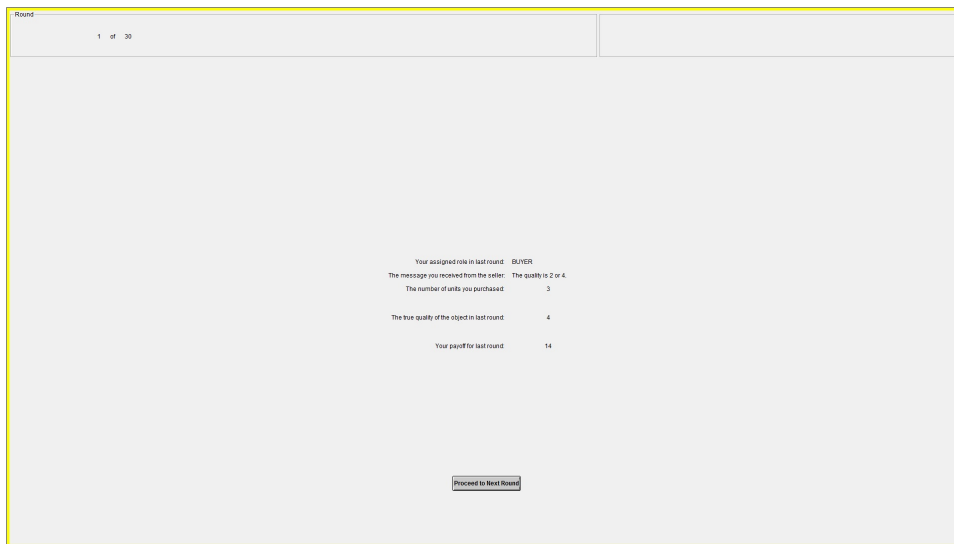 Round
1 of 30
Your assigned role in last round: BUYER
The message you received from the seller: The quality is 2 or 4.
The number of units you purchased: 3
The true quality of the object in last round: 4
Your payoff for last round: 14
Proceed to Next Round